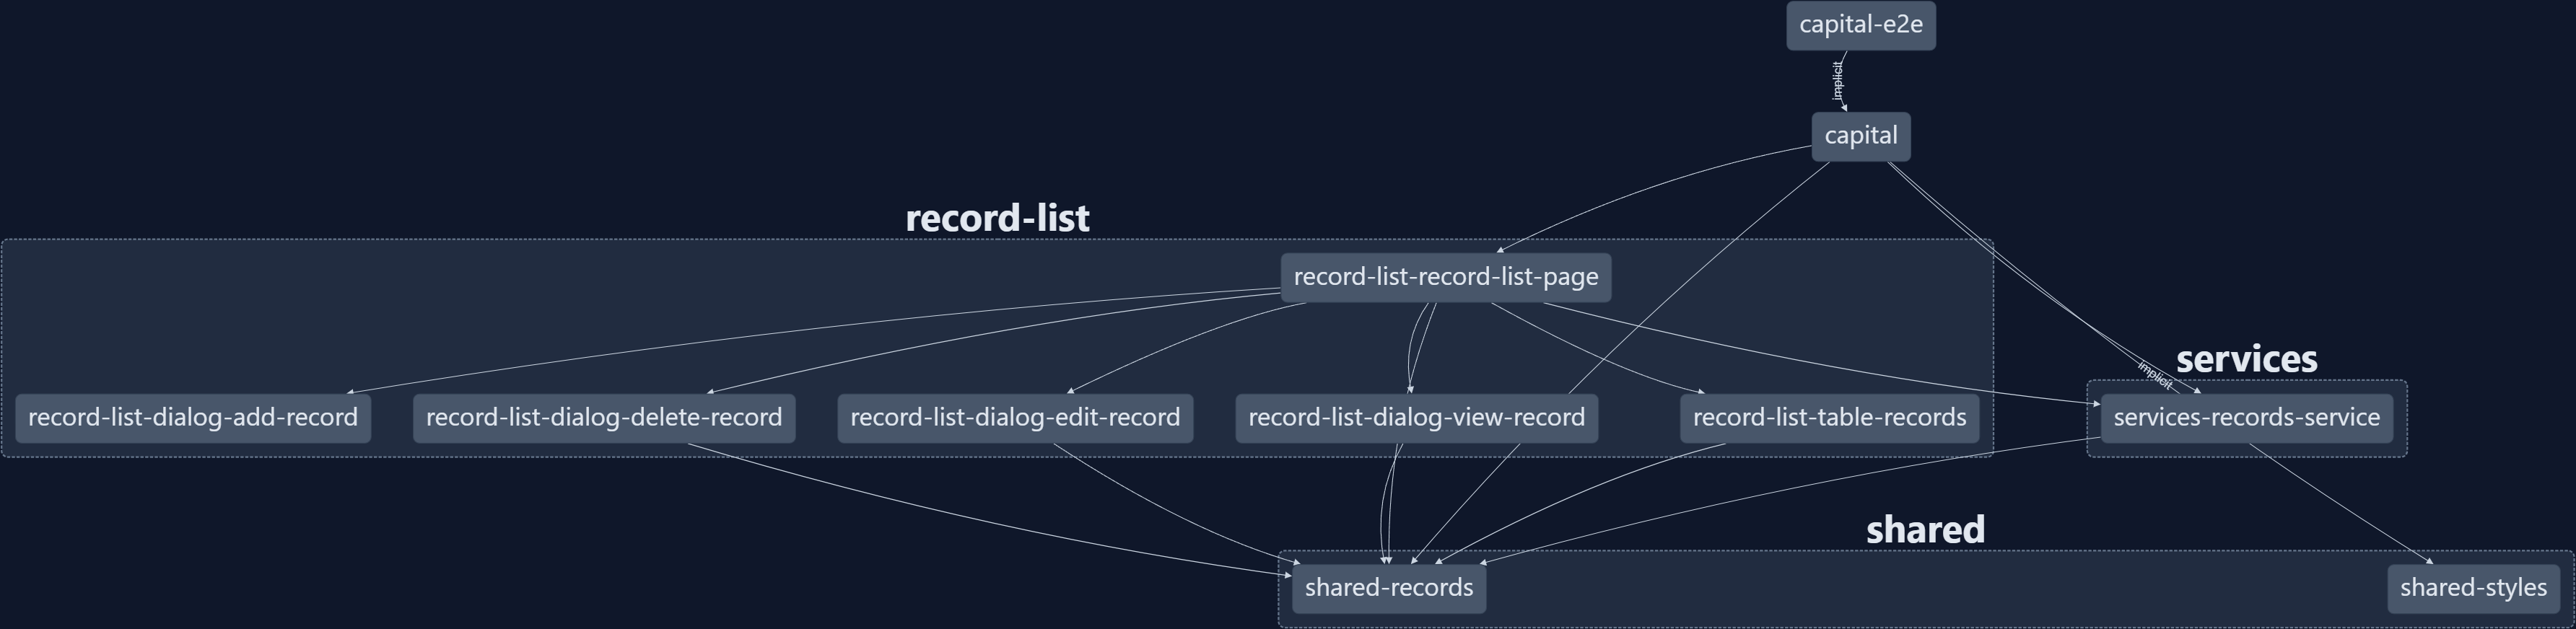 capital-e2e
implicit
capital
record-list
record-list-record-list-page
services
implicit
record-list-dialog-add-record
record-list-dialog-delete-record
record-list-dialog-edit-record
record-list-dialog-view-record
record-list-table-records
services-records-service
shared
shared-records
shared-styles